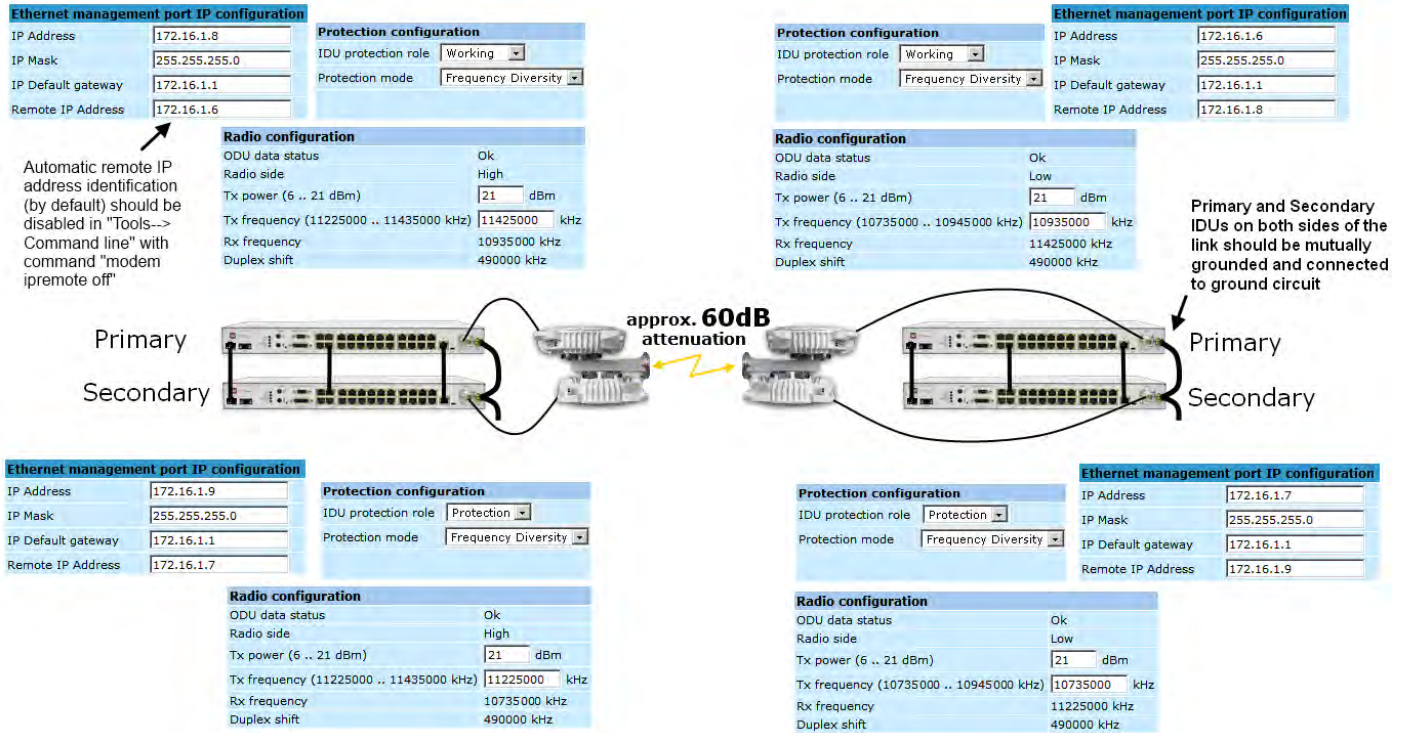 Ethernet management port IP configuration
IP Address 172.16.1.8
IP Mask 255.255.255.0
IP Default gateway 172.16.1.1
Remote IP Address 172.16.1.6
Protection configuration
IDU protection role Working
Protection mode Frequency Diversity
Protection configuration
IDU protection role Working
Protection mode Frequency Diversity
Ethernet management port IP configuration
IP Address 172.16.1.6
IP Mask 255.255.255.0
IP Default gateway 172.16.1.1
Remote IP Address 172.16.1.8
Automatic remote IP
address identification
(by default) should be
disabled in "Tools-->
Command line" with
command "modem
ipremote off"
Radio configuration
ODU data status Ok
Radio side High
Tx power (6 .. 21 dBm) 21 dBm
Tx frequency (11225000 .. 11435000 kHz) 11425000 kHz
Rx frequency 10935000 kHz
Duplex shift 490000 kHz
Radio configuration
ODU data status Ok
Radio side Low
Tx power (6 .. 21 dBm) 21 dBm
Tx frequency (10735000 .. 10945000 kHz) 10935000 kHz
Rx frequency 11425000 kHz
Duplex shift 490000 kHz
Primary and Secondary
IDUs on both sides of the
link should be mutually
grounded and connected
to ground circuit
Primary
Secondary
approx. 60dB
attenuation
Primary
Secondary
Ethernet management port IP configuration
IP Address 172.16.1.9
IP Mask 255.255.255.0
IP Default gateway 172.16.1.1
Remote IP Address 172.16.1.7
Protection configuration
IDU protection role Protection
Protection mode Frequency Diversity
Protection configuration
IDU protection role Protection
Protection mode Frequency Diversity
Ethernet management port IP configuration
IP Address 172.16.1.7
IP Mask 255.255.255.0
IP Default gateway 172.16.1.1
Remote IP Address 172.16.1.9
Radio configuration
ODU data status Ok
Radio side High
Tx power (6 .. 21 dBm) 21 dBm
Tx frequency (11225000 .. 11435000 kHz) 11225000 kHz
Rx frequency 10735000 kHz
Duplex shift 490000 kHz
Radio configuration
ODU data status Ok
Radio side Low
Tx power (6 .. 21 dBm) 21 dBm
Tx frequency (10735000 .. 10945000 kHz) 10735000 kHz
Rx frequency 11225000 kHz
Duplex shift 490000 kHz